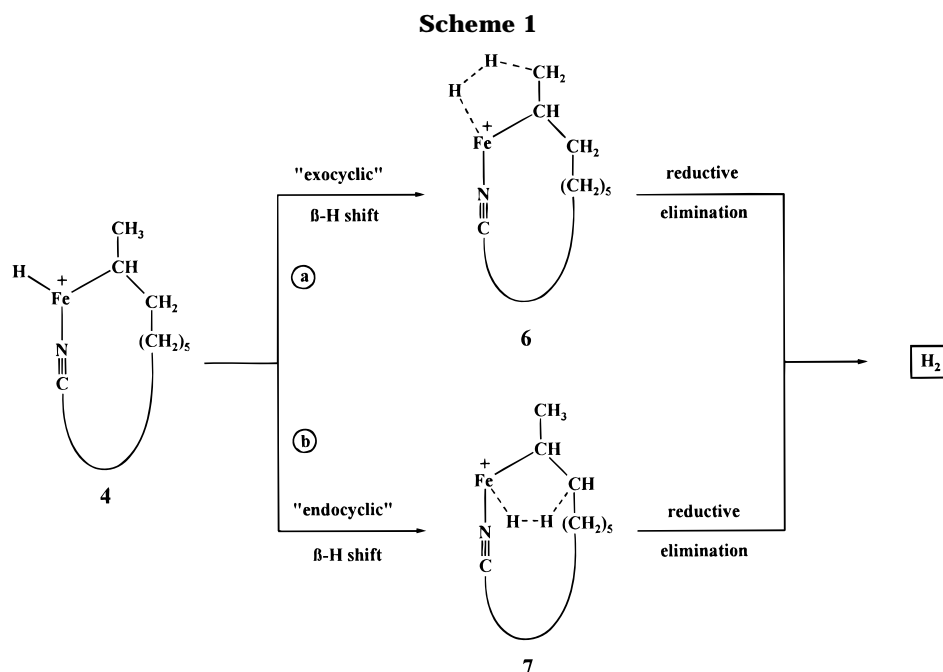 Scheme 1
H
H
CH₂
CH
+
Fe
CH₂
(CH₂)₅
N
C
6
"exocyclic"
ß-H shift
reductive
elimination
CH₃
H
+
Fe
CH
CH₂
(CH₂)₅
N
C
4
a
b
H₂
CH₃
CH
+
Fe
CH
H
H
(CH₂)₅
N
C
7
"endocyclic"
ß-H shift
reductive
elimination